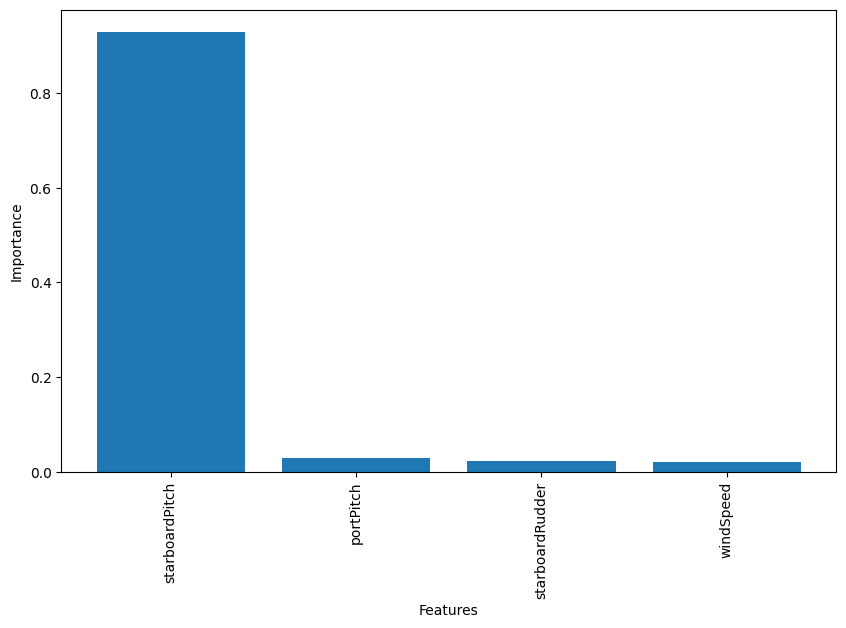 Importance
0.8
0.6
0.4
0.2
0.0
starboardPitch
portPitch
starboardRudder
windSpeed
Features